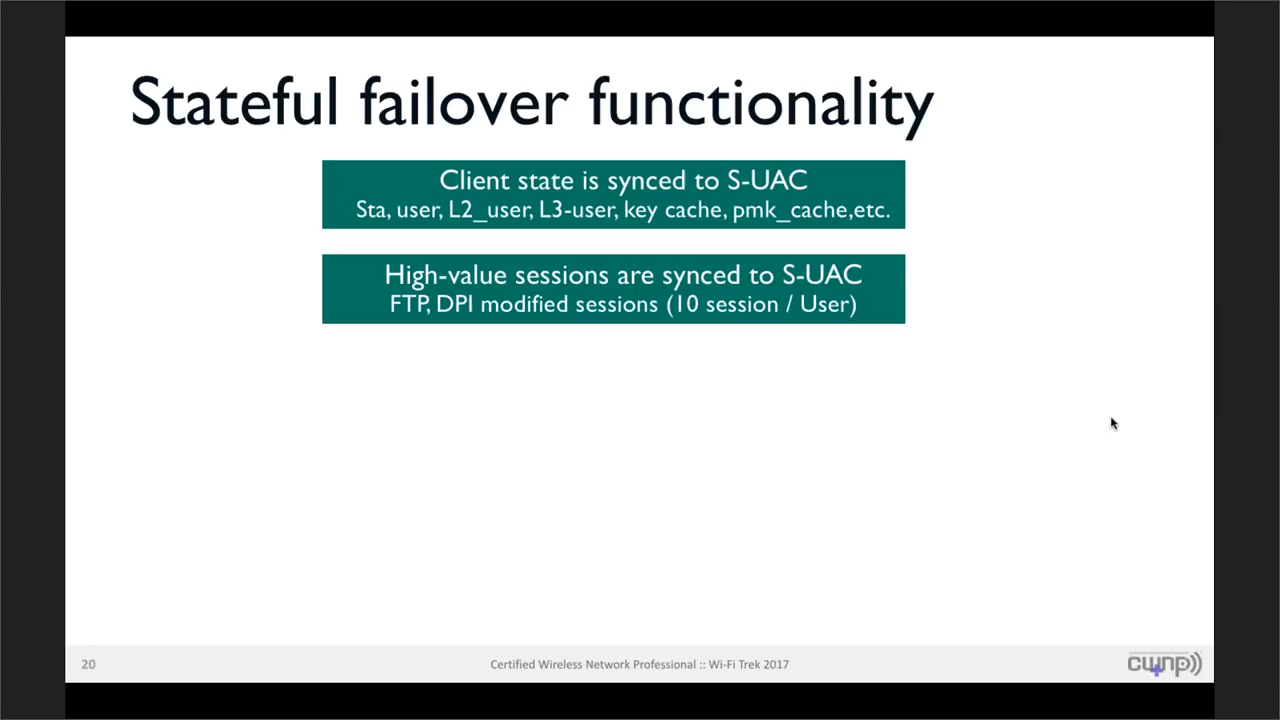 Stateful failover functionality
Client state is synced to S-UAC
Sta, user, L2_user, L3-user, key cache, pmk_cache,etc.
High-value sessions are synced to S-UAC
FTP, DPI modified sessions (10 session / User)
20
Certified Wireless Network Professional :: Wi-Fi Trek 2017
cwnp